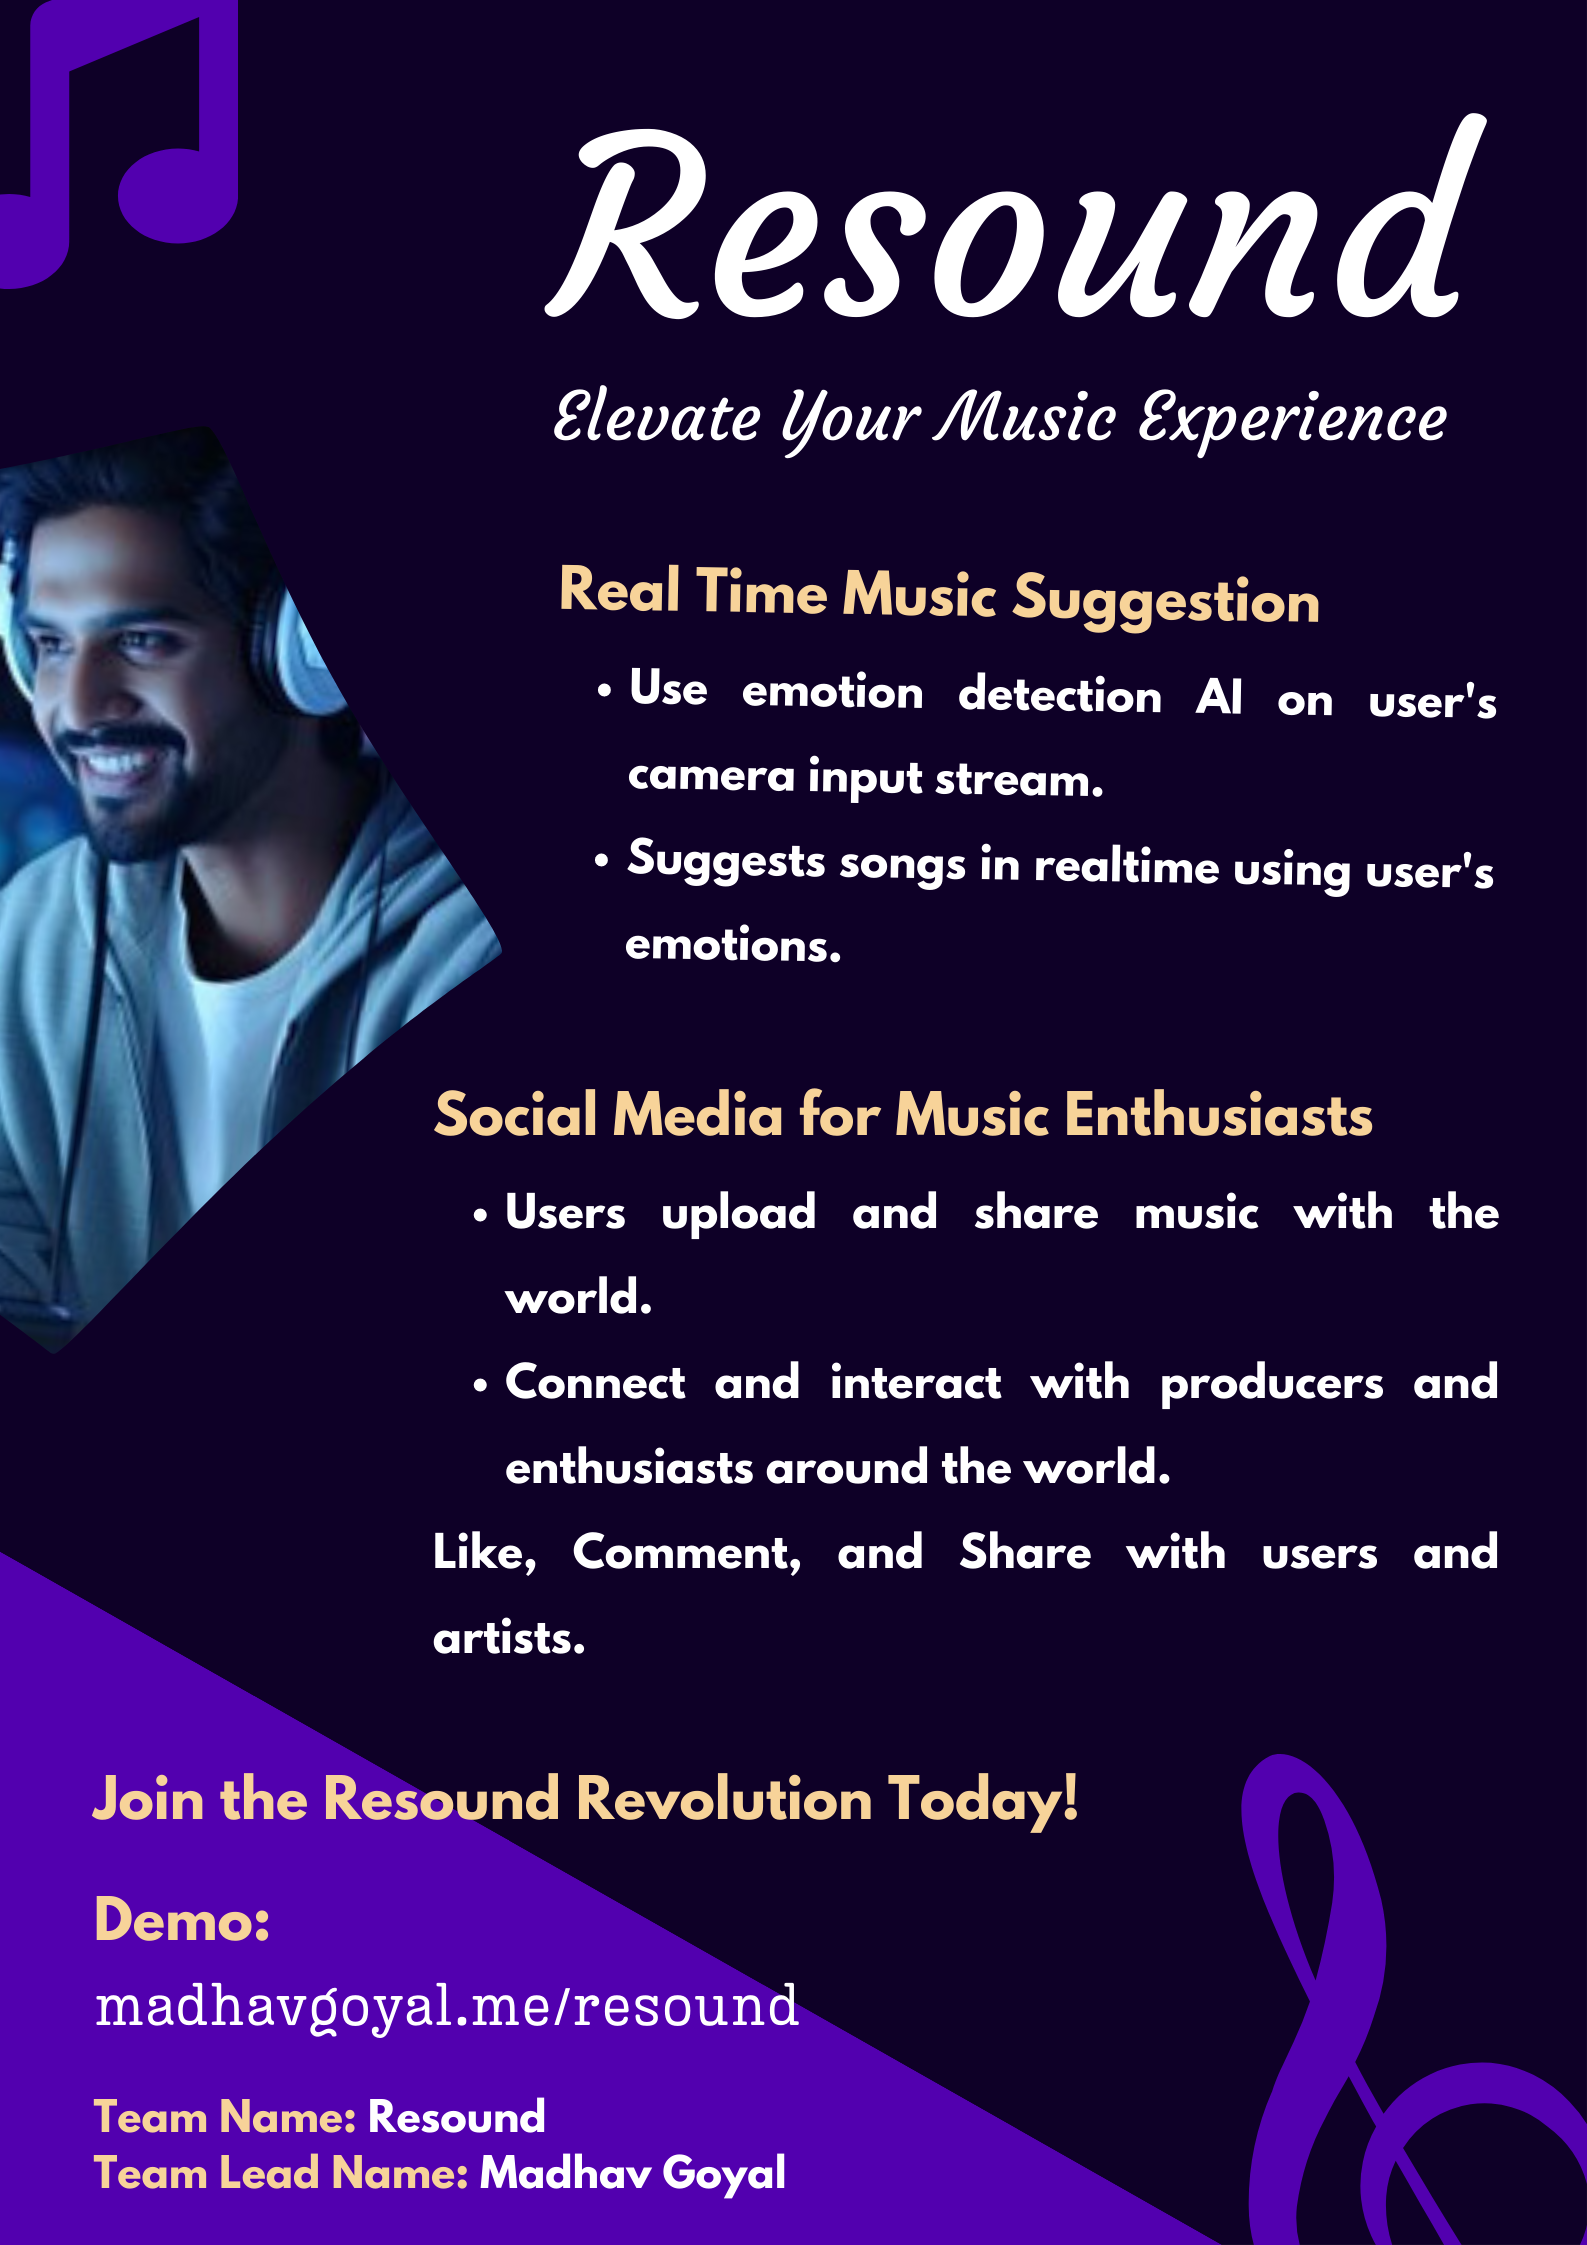 Resound
Elevate Your Music Experience
Real Time Music Suggestion
• Use emotion detection AI on user's
camera input stream.
• Suggests songs in realtime using user's
emotions.
Social Media for Music Enthusiasts
• Users upload and share music with the
world.
• Connect and interact with producers and
enthusiasts around the world.
Like, Comment, and Share with users and
artists.
Join the Resound Revolution Today!
Demo:
madhavgoyal.me/resound
Team Name: Resound
Team Lead Name: Madhav Goyal